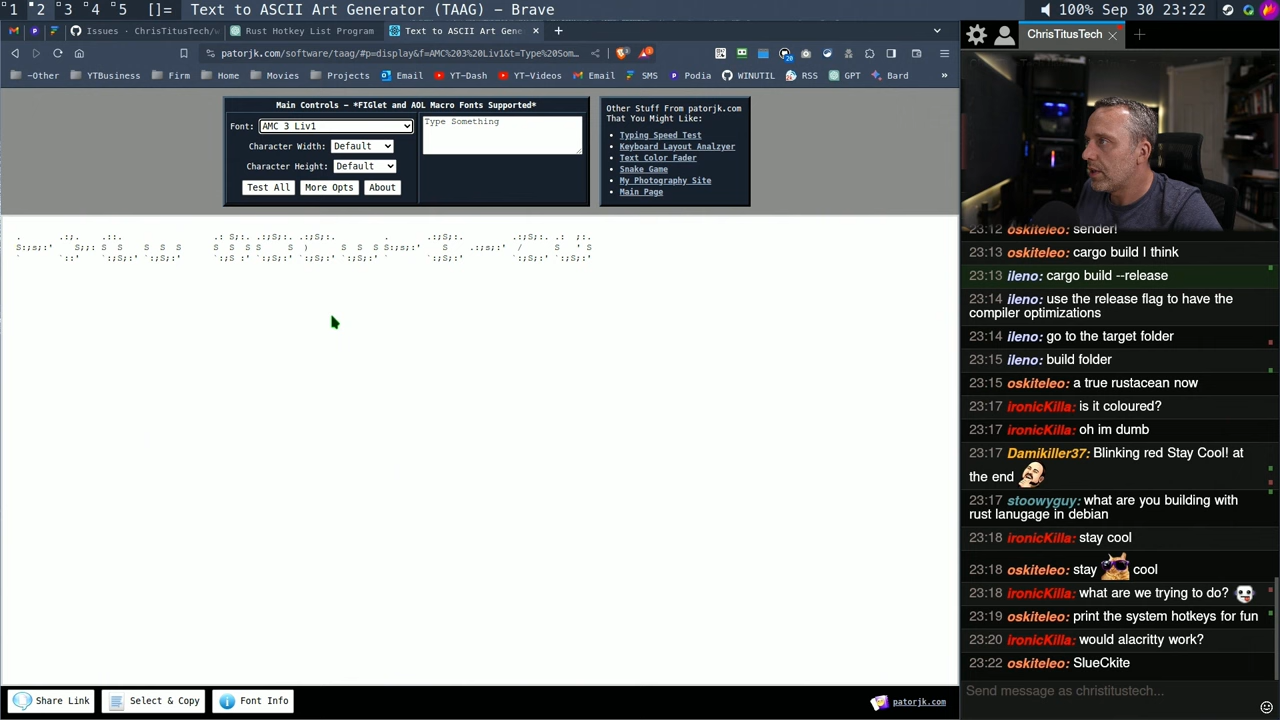 1 2 3 4 5 []= Text to ASCII Art Generator (TAAG) – Brave
100% Sep 30 – 23:22
Issues · ChrisTitusTech/
Rust Hotkey List Program
Text to ASCII Art Gene
patorjk.com/software/taag/#p=display&f=AMC%203%20Liv1&t=Type%20Som...
-Other
YTBusiness
Firm
Home
Movies
Projects
Email
YT-Dash
YT-Videos
Email
SMS
Podia
WINUTIL
RSS
GPT
Bard
Main Controls – *FIGlet and AOL Macro Fonts Supported*
Font: AMC 3 Liv1
Character Width: Default
Character Height: Default
Test All
More Opts
About
Type Something
Other Stuff From patorjk.com
That You Might Like:
Typing Speed Test
Keyboard Layout Analzyer
Text Color Fader
Snake Game
My Photography Site
Main Page
Share Link
Select & Copy
Font Info
patorjk.com
ChrisTitusTech
23:12 oskiteleo: sender!
23:13 oskiteleo: cargo build I think
23:13 ileno: cargo build --release
23:14 ileno: use the release flag to have the
compiler optimizations
23:14 ileno: go to the target folder
23:15 ileno: build folder
23:15 oskiteleo: a true rustacean now
23:17 ironicKilla: is it coloured?
23:17 ironicKilla: oh im dumb
23:17 Damikiller37: Blinking red Stay Cool! at
the end
23:17 stoowyguy: what are you building with
rust lanugage in debian
23:18 ironicKilla: stay cool
23:18 oskiteleo: stay cool
23:18 ironicKilla: what are we trying to do?
23:19 oskiteleo: print the system hotkeys for fun
23:20 ironicKilla: would alacritty work?
23:22 oskiteleo: SlueCkite
Send message as christitustech...